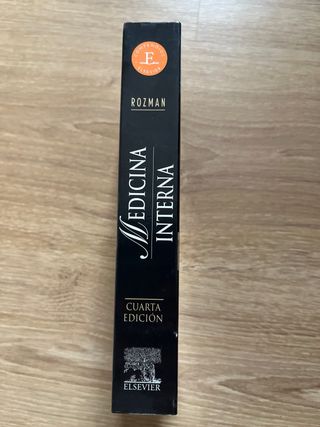 E
ROZMAN
MEDICINA
INTERNA
CUARTA
EDICIÓN
ELSEVIER